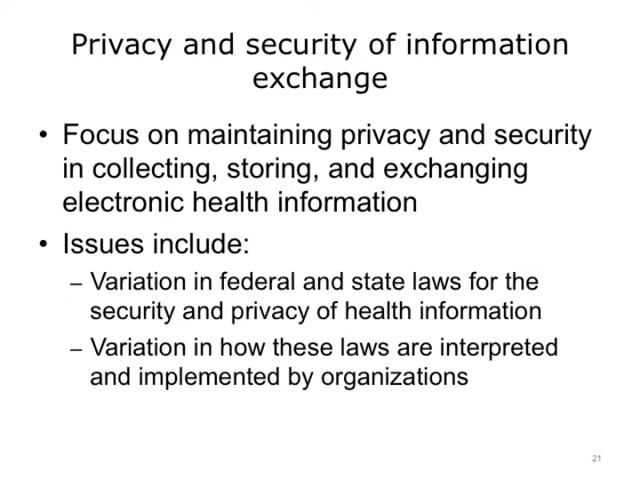 Privacy and security of information
exchange
• Focus on maintaining privacy and security
in collecting, storing, and exchanging
electronic health information
• Issues include:
– Variation in federal and state laws for the
security and privacy of health information
– Variation in how these laws are interpreted
and implemented by organizations
21